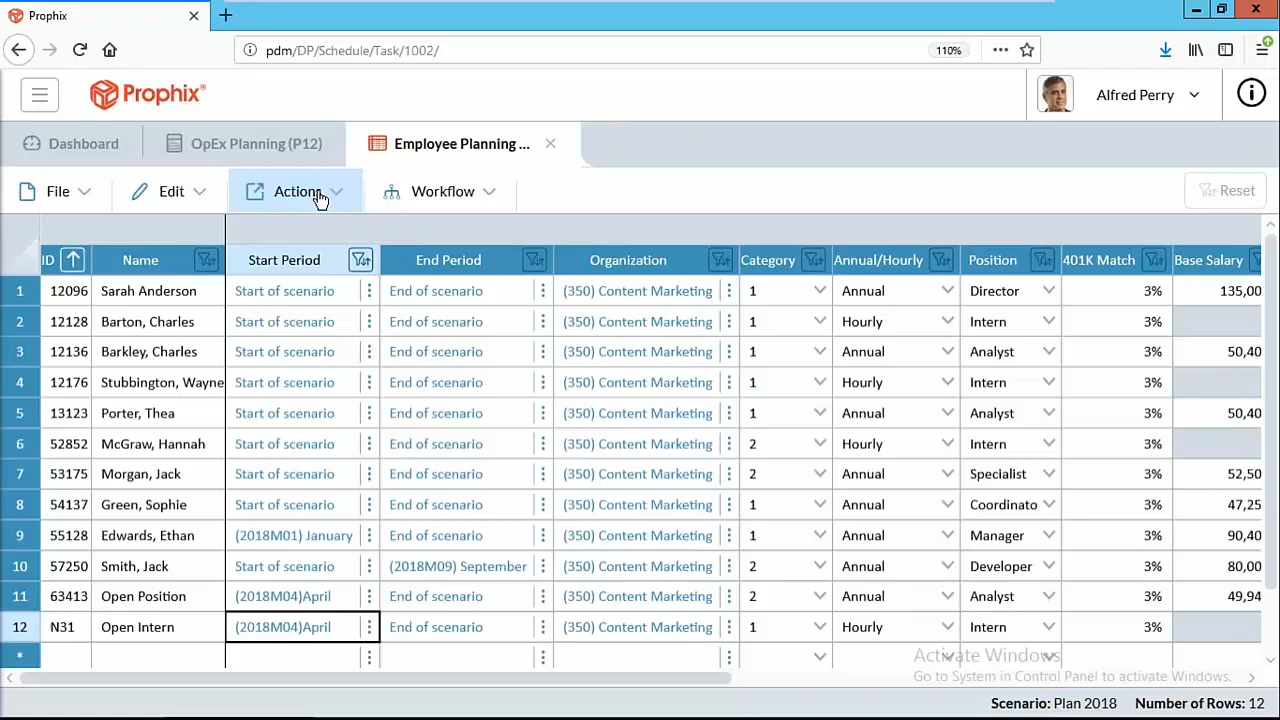 Prophix
pdm/DP/Schedule/Task/1002/
110%
Prophix®
Alfred Perry
Dashboard
OpEx Planning (P12)
Employee Planning ...
File
Edit
Actions
Workflow
Reset
ID Name Start Period End Period Organization Category Annual/Hourly Position 401K Match Base Salary
1 12096 Sarah Anderson Start of scenario End of scenario (350) Content Marketing 1 Annual Director 3% 135,00
2 12128 Barton, Charles Start of scenario End of scenario (350) Content Marketing 1 Hourly Intern 3%
3 12136 Barkley, Charles Start of scenario End of scenario (350) Content Marketing 1 Annual Analyst 3% 50,40
4 12176 Stubbington, Wayne Start of scenario End of scenario (350) Content Marketing 1 Hourly Intern 3%
5 13123 Porter, Thea Start of scenario End of scenario (350) Content Marketing 1 Annual Analyst 3% 50,40
6 52852 McGraw, Hannah Start of scenario End of scenario (350) Content Marketing 2 Hourly Intern 3%
7 53175 Morgan, Jack Start of scenario End of scenario (350) Content Marketing 2 Annual Specialist 3% 52,50
8 54137 Green, Sophie Start of scenario End of scenario (350) Content Marketing 1 Annual Coordinato 3% 47,25
9 55128 Edwards, Ethan (2018M01) January End of scenario (350) Content Marketing 1 Annual Manager 3% 90,40
10 57250 Smith, Jack Start of scenario (2018M09) September (350) Content Marketing 2 Annual Developer 3% 80,00
11 63413 Open Position (2018M04)April End of scenario (350) Content Marketing 2 Annual Analyst 3% 49,94
12 N31 Open Intern (2018M04)April End of scenario (350) Content Marketing 1 Hourly Intern 3%
*
Activate Windows
Go to System in Control Panel to activate Windows.
Scenario: Plan 2018 Number of Rows: 12